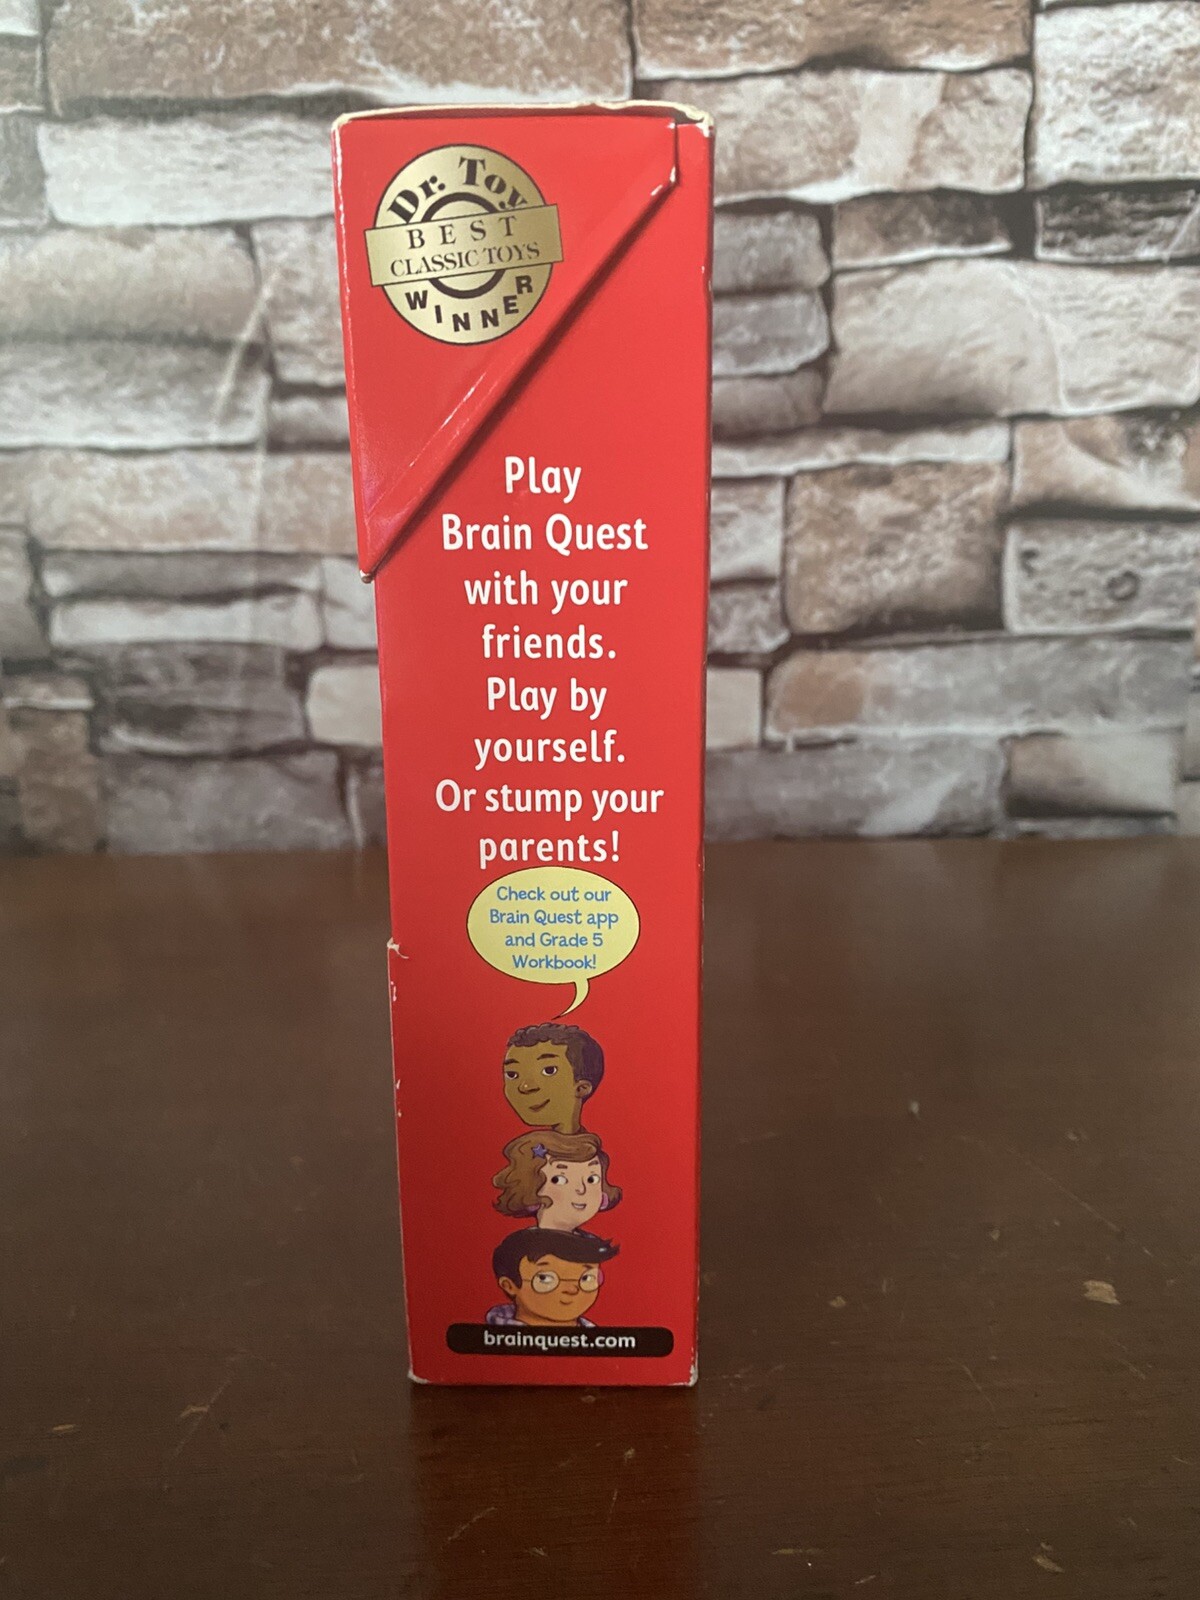 Dr. Toy
BEST
CLASSIC TOYS
WINNER
Play
Brain Quest
with your
friends.
Play by
yourself.
Or stump your
parents!
Check out our
Brain Quest app
and Grade 5
Workbook!
brainquest.com